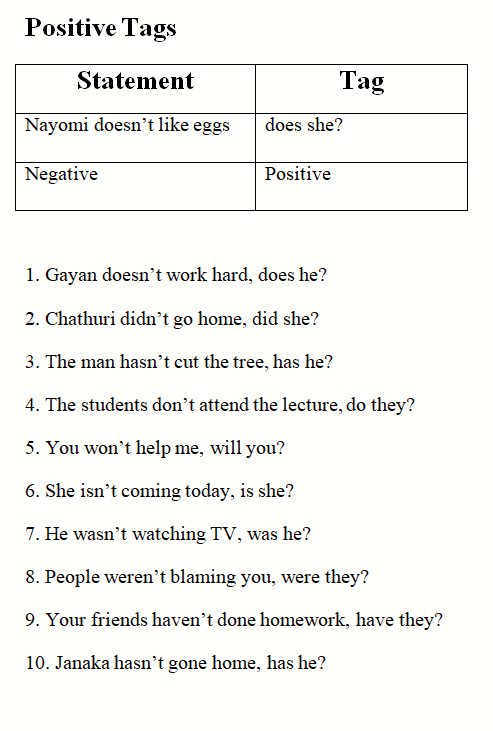 Positive Tags
Statement Tag
Nayomi doesn’t like eggs does she?
Negative Positive
1. Gayan doesn’t work hard, does he?
2. Chathuri didn’t go home, did she?
3. The man hasn’t cut the tree, has he?
4. The students don’t attend the lecture, do they?
5. You won’t help me, will you?
6. She isn’t coming today, is she?
7. He wasn’t watching TV, was he?
8. People weren’t blaming you, were they?
9. Your friends haven’t done homework, have they?
10. Janaka hasn’t gone home, has he?